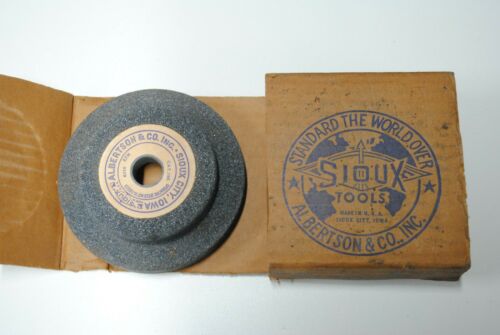 ALBERTSON & CO., INC. · SIOUX CITY, IOWA U.S.A.
STANDARD THE WORLD OVER
SIOUX
TOOLS
MADE IN U.S.A.
SIOUX CITY, IOWA
ALBERTSON & CO., INC.